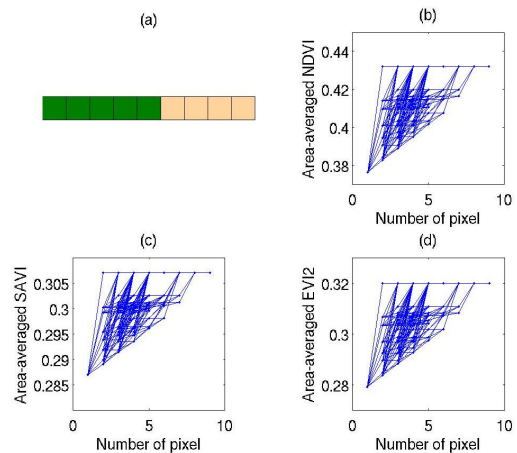 (a)
(b)
Area-averaged NDVI
0.44
0.42
0.4
0.38
0
5
10
Number of pixel
(c)
Area-averaged SAVI
0.305
0.3
0.295
0.29
0.285
0
5
10
Number of pixel
(d)
Area-averaged EVI2
0.32
0.3
0.28
0
5
10
Number of pixel